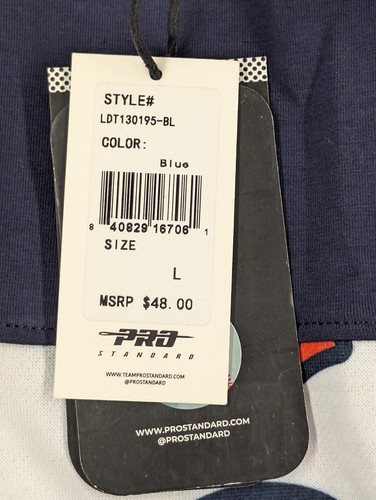 STYLE#
LDT130195-BL
COLOR:
Blue
8 40829 16706 1
SIZE
L
MSRP $48.00
PRO
STANDARD
WWW.TEAMPROSTANDARD.COM
@PROSTANDARD
WWW.PROSTANDARD.COM
@PROSTANDARD